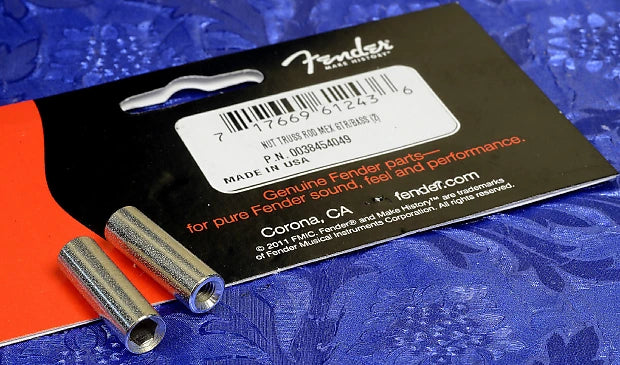 Fender
MAKE HISTORY™
7 17669 61243 6
NUT TRUSS ROD MEX GTR/BASS (2)
P.N. 0038454049
MADE IN USA
Genuine Fender parts—
for pure Fender sound, feel and performance.
Corona, CA - fender.com
© 2011 FMIC. Fender® and Make History™ are trademarks
of Fender Musical Instruments Corporation. All rights reserved.